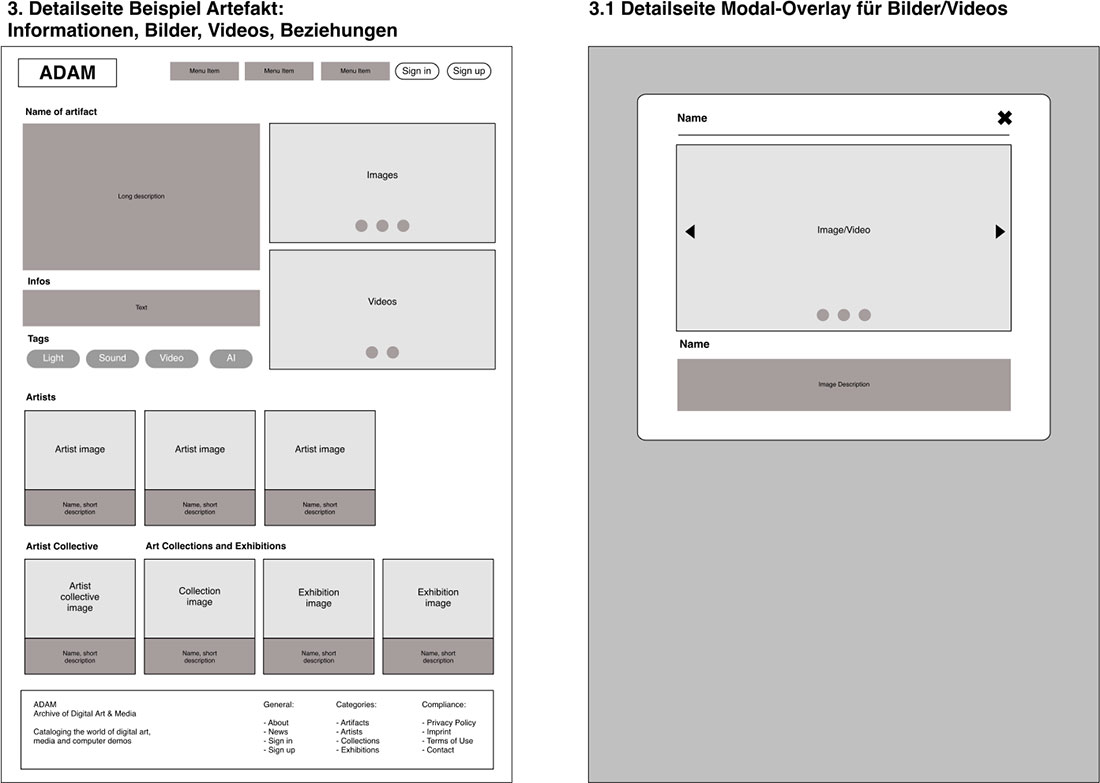 3. Detailseite Beispiel Artefakt:
Informationen, Bilder, Videos, Beziehungen
ADAM
Menu Item
Menu Item
Menu Item
Sign in
Sign up
Name of artifact
Long description
Images
Videos
Infos
Text
Tags
Light
Sound
Video
AI
Artists
Artist image
Artist image
Artist image
Name, short
description
Name, short
description
Name, short
description
Artist Collective
Art Collections and Exhibitions
Artist
collective
image
Collection
image
Exhibition
image
Exhibition
image
Name, short
description
Name, short
description
Name, short
description
Name, short
description
ADAM
Archive of Digital Art & Media
Cataloging the world of digital art,
media and computer demos
General:
- About
- News
- Sign in
- Sign up
Categories:
- Artifacts
- Artists
- Collections
- Exhibitions
Compliance:
- Privacy Policy
- Imprint
- Terms of Use
- Contact
3.1 Detailseite Modal-Overlay für Bilder/Videos
Name
Image/Video
Name
Image Description